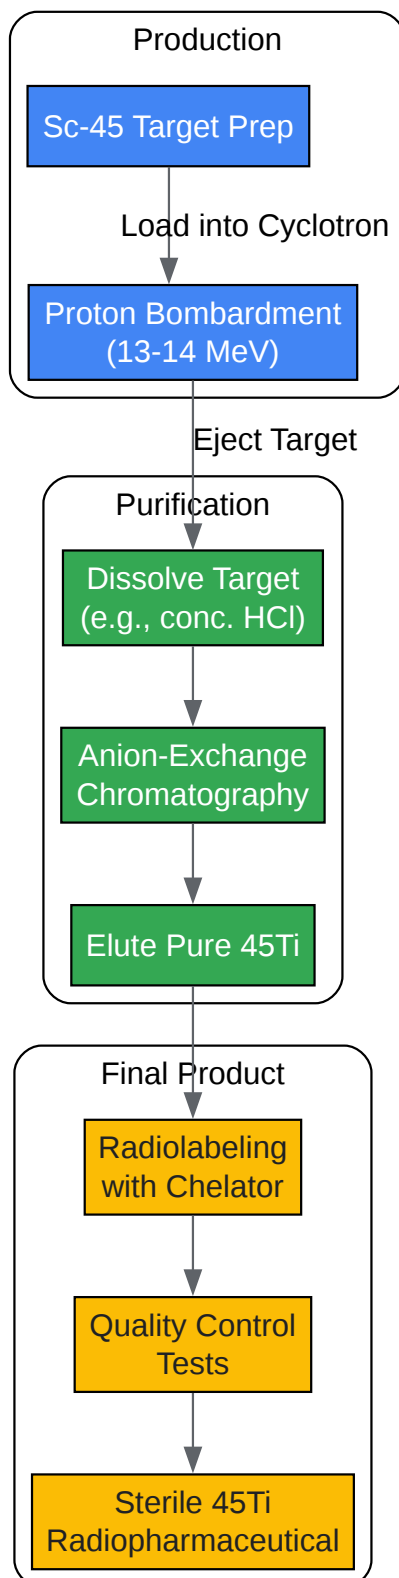 Production
Sc-45 Target Prep
Load into Cyclotron
Proton Bombardment
(13-14 MeV)
Eject Target
Purification
Dissolve Target
(e.g., conc. HCl)
Anion-Exchange
Chromatography
Elute Pure 45Ti
Final Product
Radiolabeling
with Chelator
Quality Control
Tests
Sterile 45Ti
Radiopharmaceutical